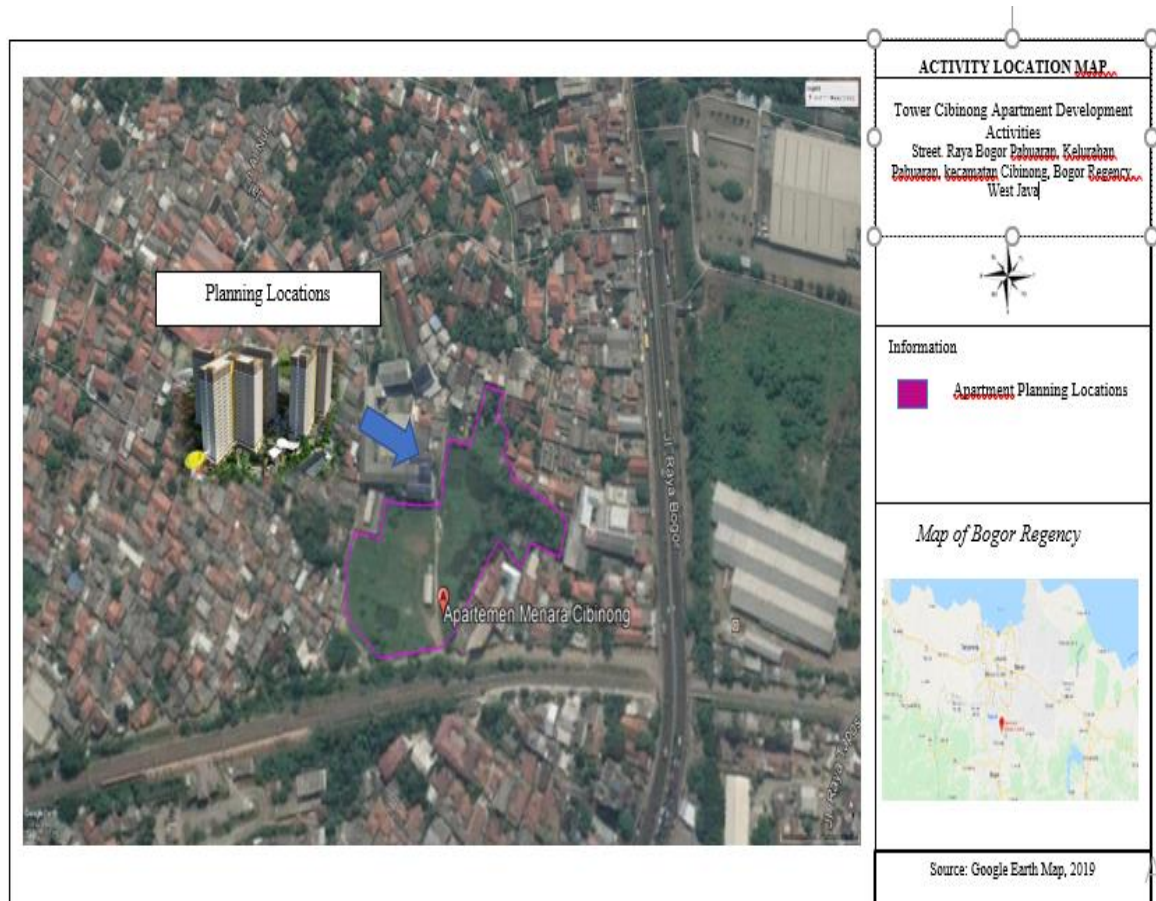 ACTIVITY LOCATION MAP
Tower Cibinong Apartment Development
Activities
Street. Raya Bogor Pabuaran, Kelurahan
Pabuaran, kecamatan Cibinong, Bogor Regency,
West Java
Planning Locations
Jl. Raya Bogor
Apartemen Menara Cibinong
Information
Apartment Planning Locations
Map of Bogor Regency
Source: Google Earth Map, 2019